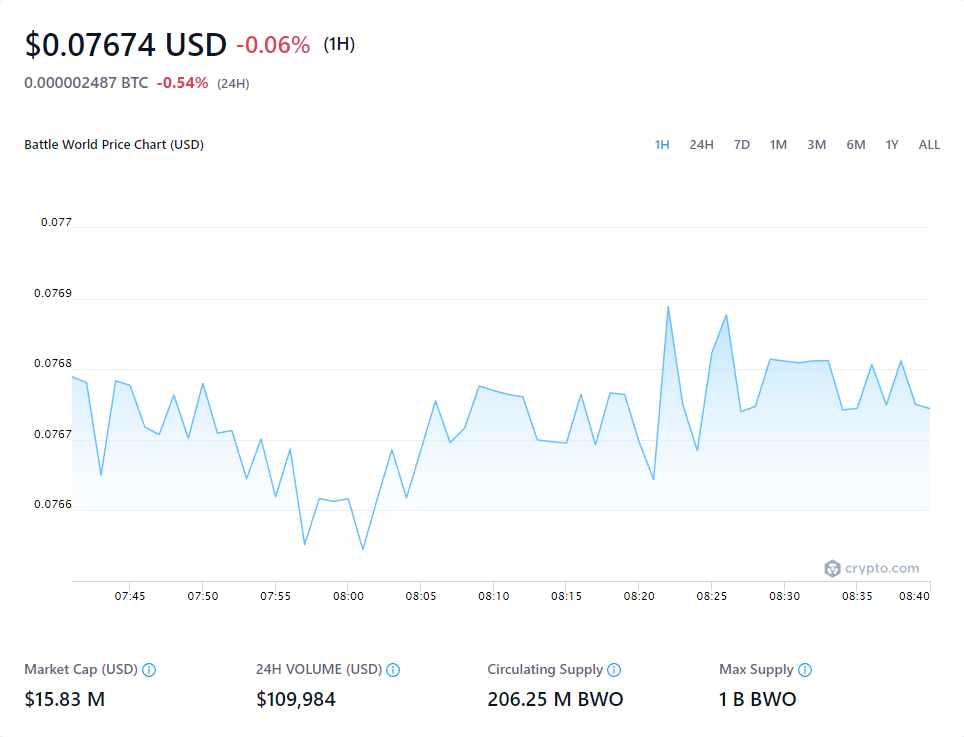 $0.07674 USD -0.06% (1H)
0.000002487 BTC -0.54% (24H)
Battle World Price Chart (USD) 1H 24H 7D 1M 3M 6M 1Y ALL
0.077
0.0769
0.0768
0.0767
0.0766
crypto.com
07:45 07:50 07:55 08:00 08:05 08:10 08:15 08:20 08:25 08:30 08:35 08:40
Market Cap (USD) 24H VOLUME (USD) Circulating Supply Max Supply
$15.83 M $109,984 206.25 M BWO 1 B BWO